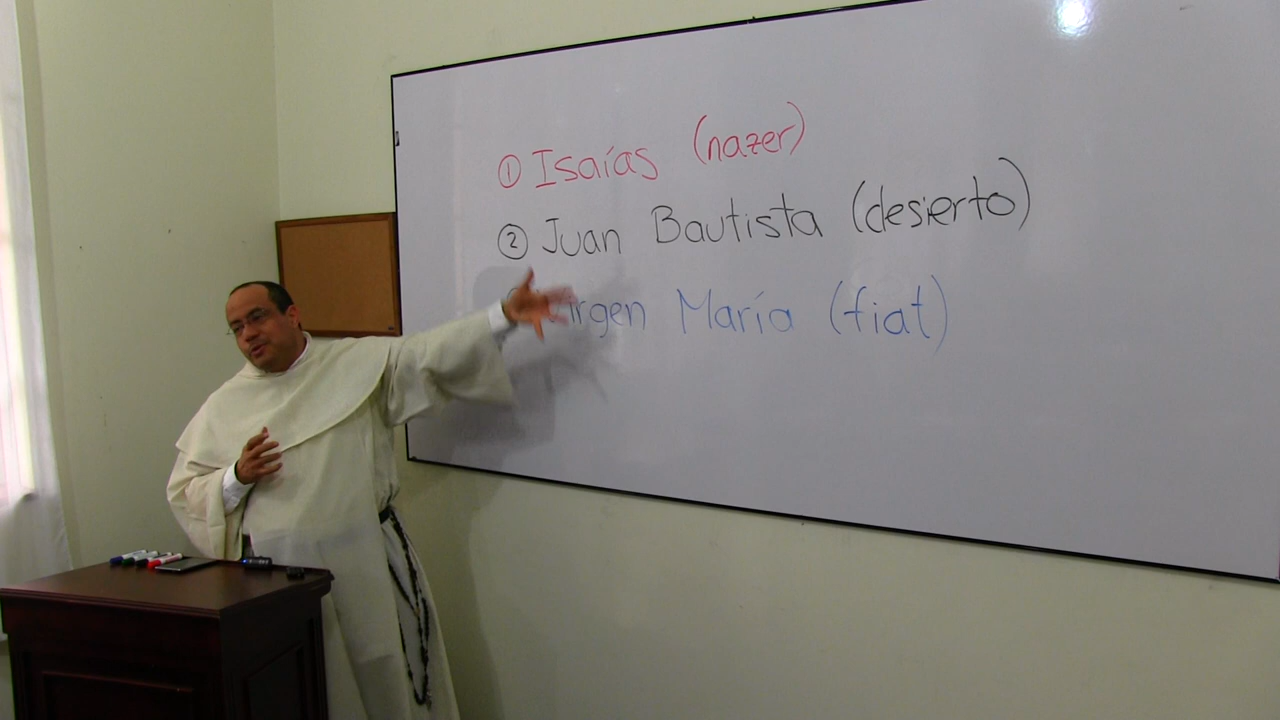 ① Isaías (nazer)
② Juan Bautista (desierto)
María (fiat)